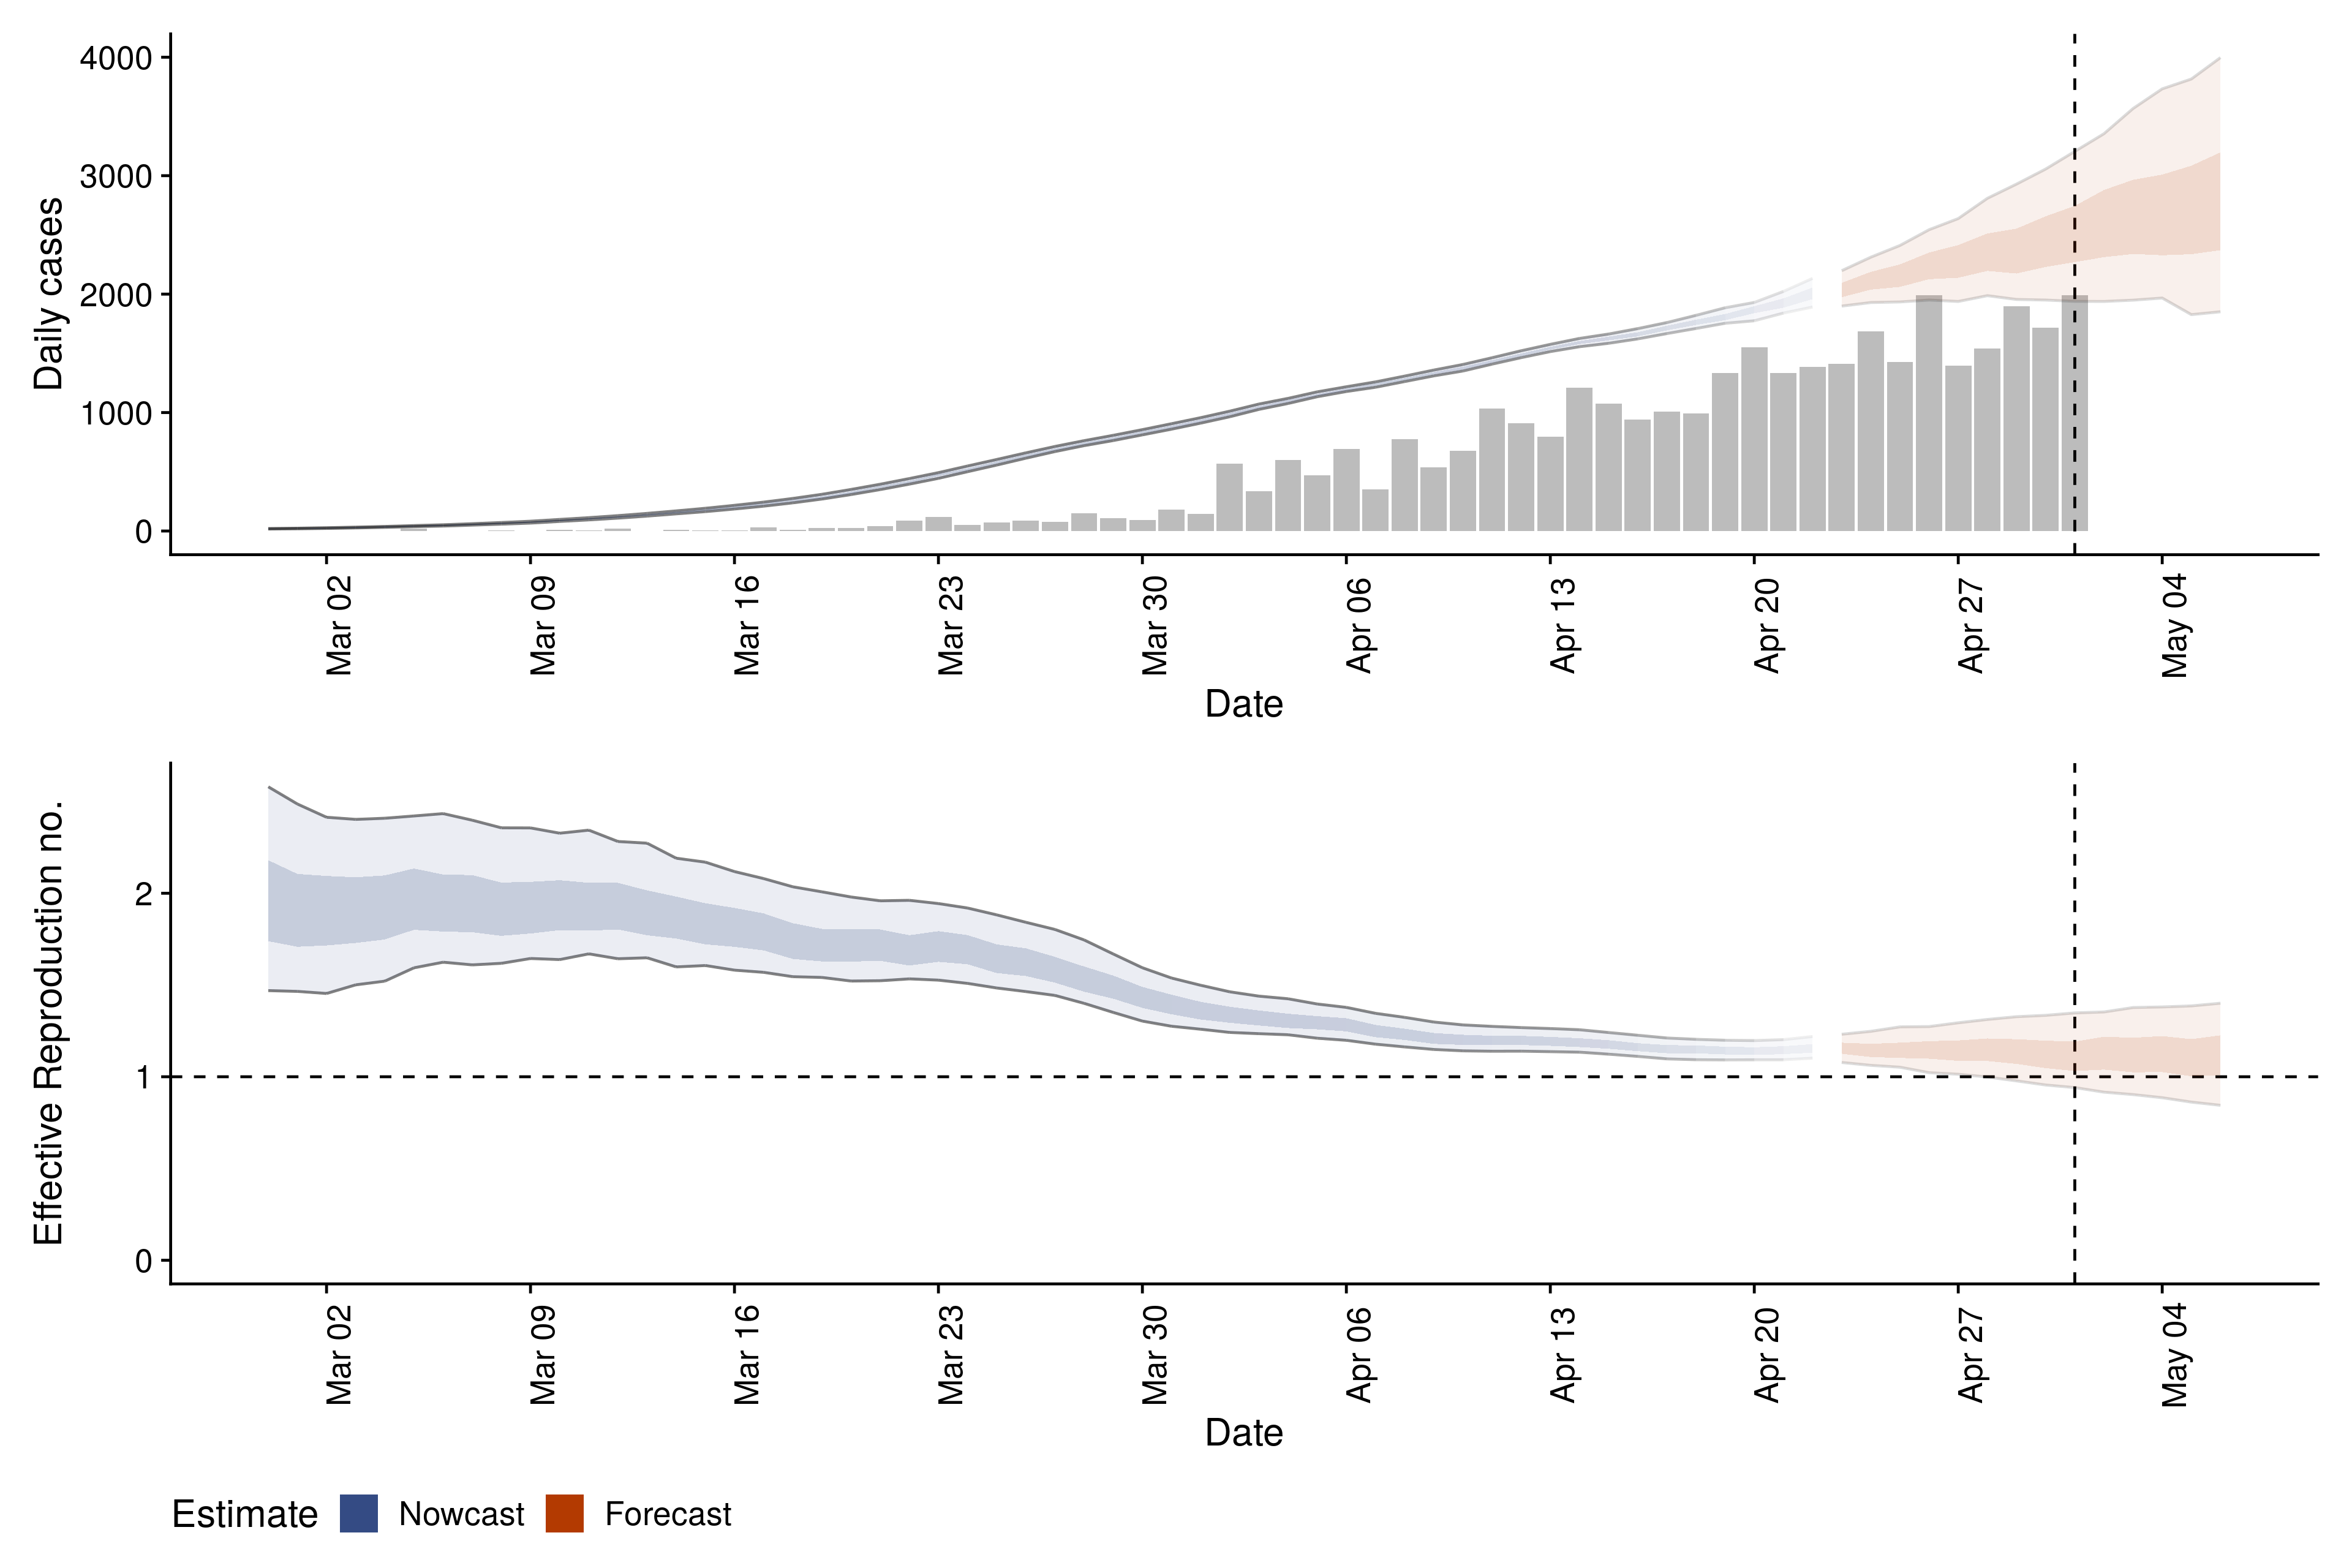 Daily cases
4000
3000
2000
1000
0
Mar 02
Mar 09
Mar 16
Mar 23
Mar 30
Apr 06
Apr 13
Apr 20
Apr 27
May 04
Date
Effective Reproduction no.
2
1
0
Mar 02
Mar 09
Mar 16
Mar 23
Mar 30
Apr 06
Apr 13
Apr 20
Apr 27
May 04
Date
Estimate Nowcast Forecast